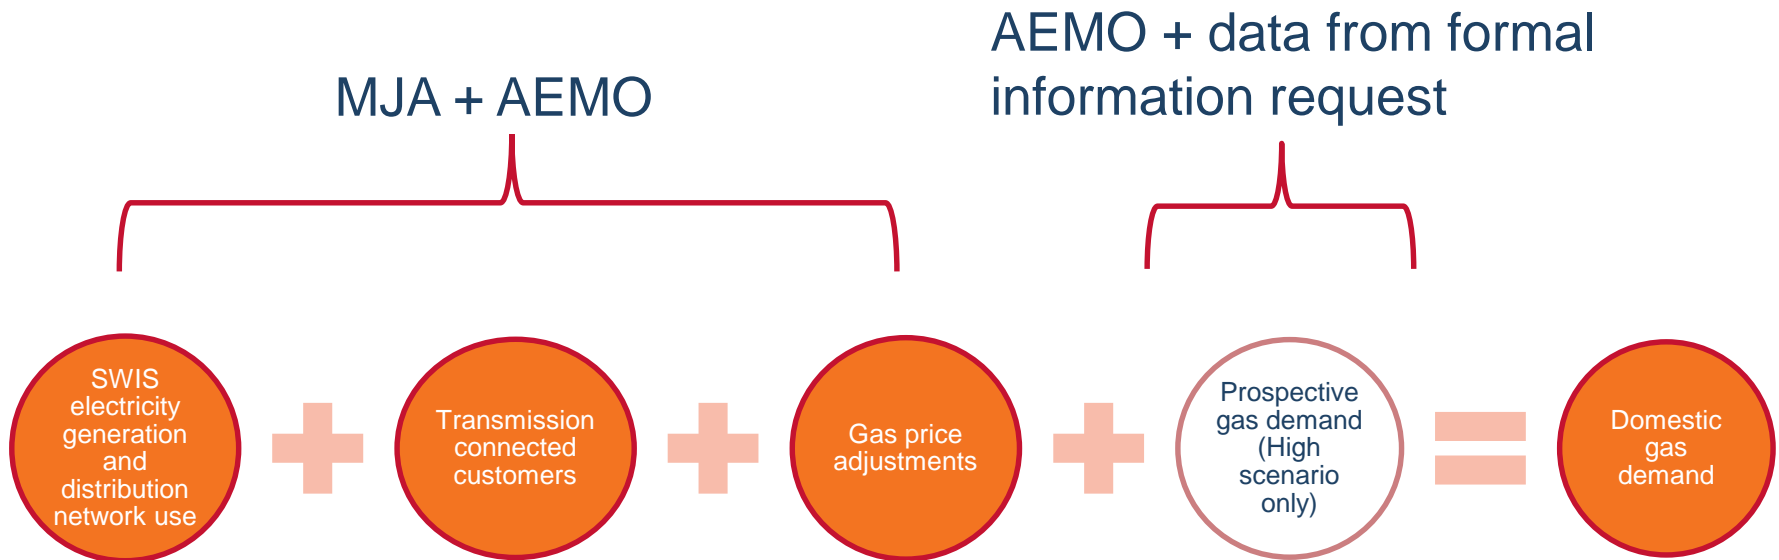 MJA + AEMO
AEMO + data from formal
information request
SWIS
electricity
generation
and
distribution
network use
Transmission
connected
customers
Gas price
adjustments
Prospective
gas demand
(High
scenario
only)
Domestic
gas
demand